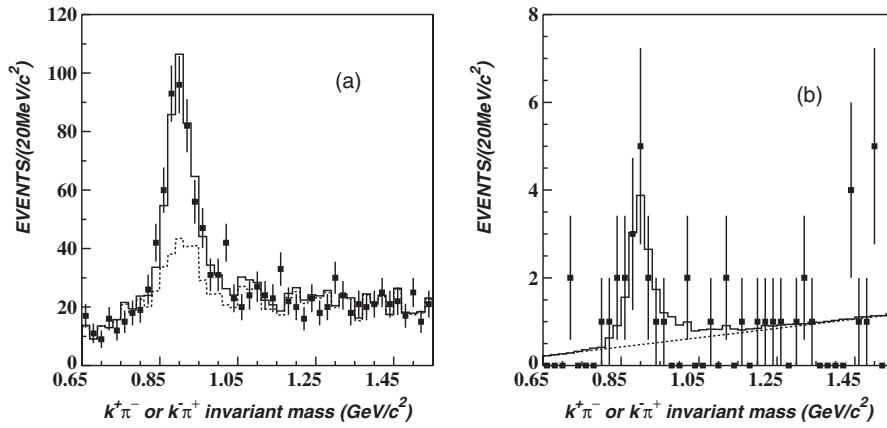 EVENTS/(20MeV/c²)
120
100
80
60
40
20
0
(a)
0.65 0.85 1.05 1.25 1.45
k⁺π⁻ or k⁻π⁺ invariant mass (GeV/c²)
EVENTS/(20MeV/c²)
8
6
4
2
0
(b)
0.65 0.85 1.05 1.25 1.45
k⁺π⁻ or k⁻π⁺ invariant mass (GeV/c²)